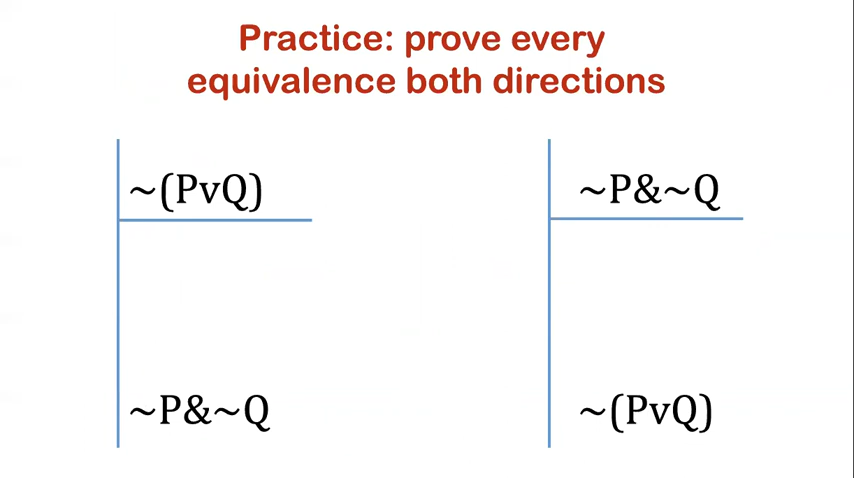 Practice: prove every
equivalence both directions
~(PvQ)
~P&~Q
~P&~Q
~(PvQ)